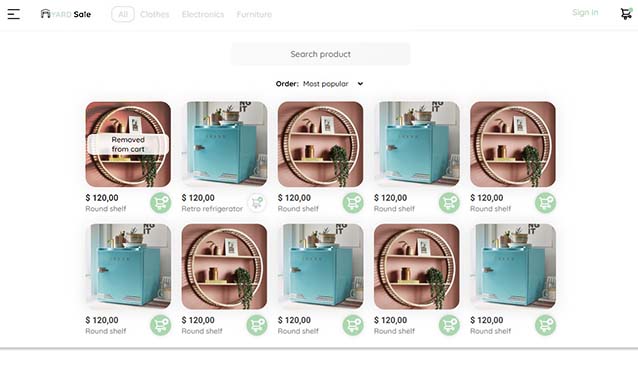 YARD Sale
All Clothes Electronics Furniture
Sign in
Search product
Order: Most popular
Removed
from cart
$ 120,00
Round shelf
$ 120,00
Retro refrigerator
$ 120,00
Round shelf
$ 120,00
Round shelf
$ 120,00
Round shelf
$ 120,00
Round shelf
$ 120,00
Round shelf
$ 120,00
Round shelf
$ 120,00
Round shelf
$ 120,00
Round shelf